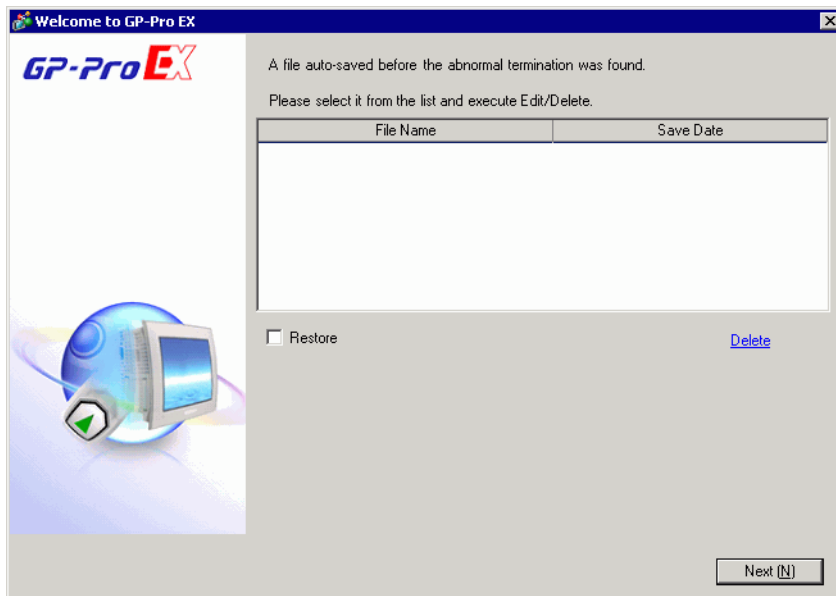 Welcome to GP-Pro EX
GP-Pro EX
A file auto-saved before the abnormal termination was found.
Please select it from the list and execute Edit/Delete.
File Name Save Date
Restore Delete
Next (N)